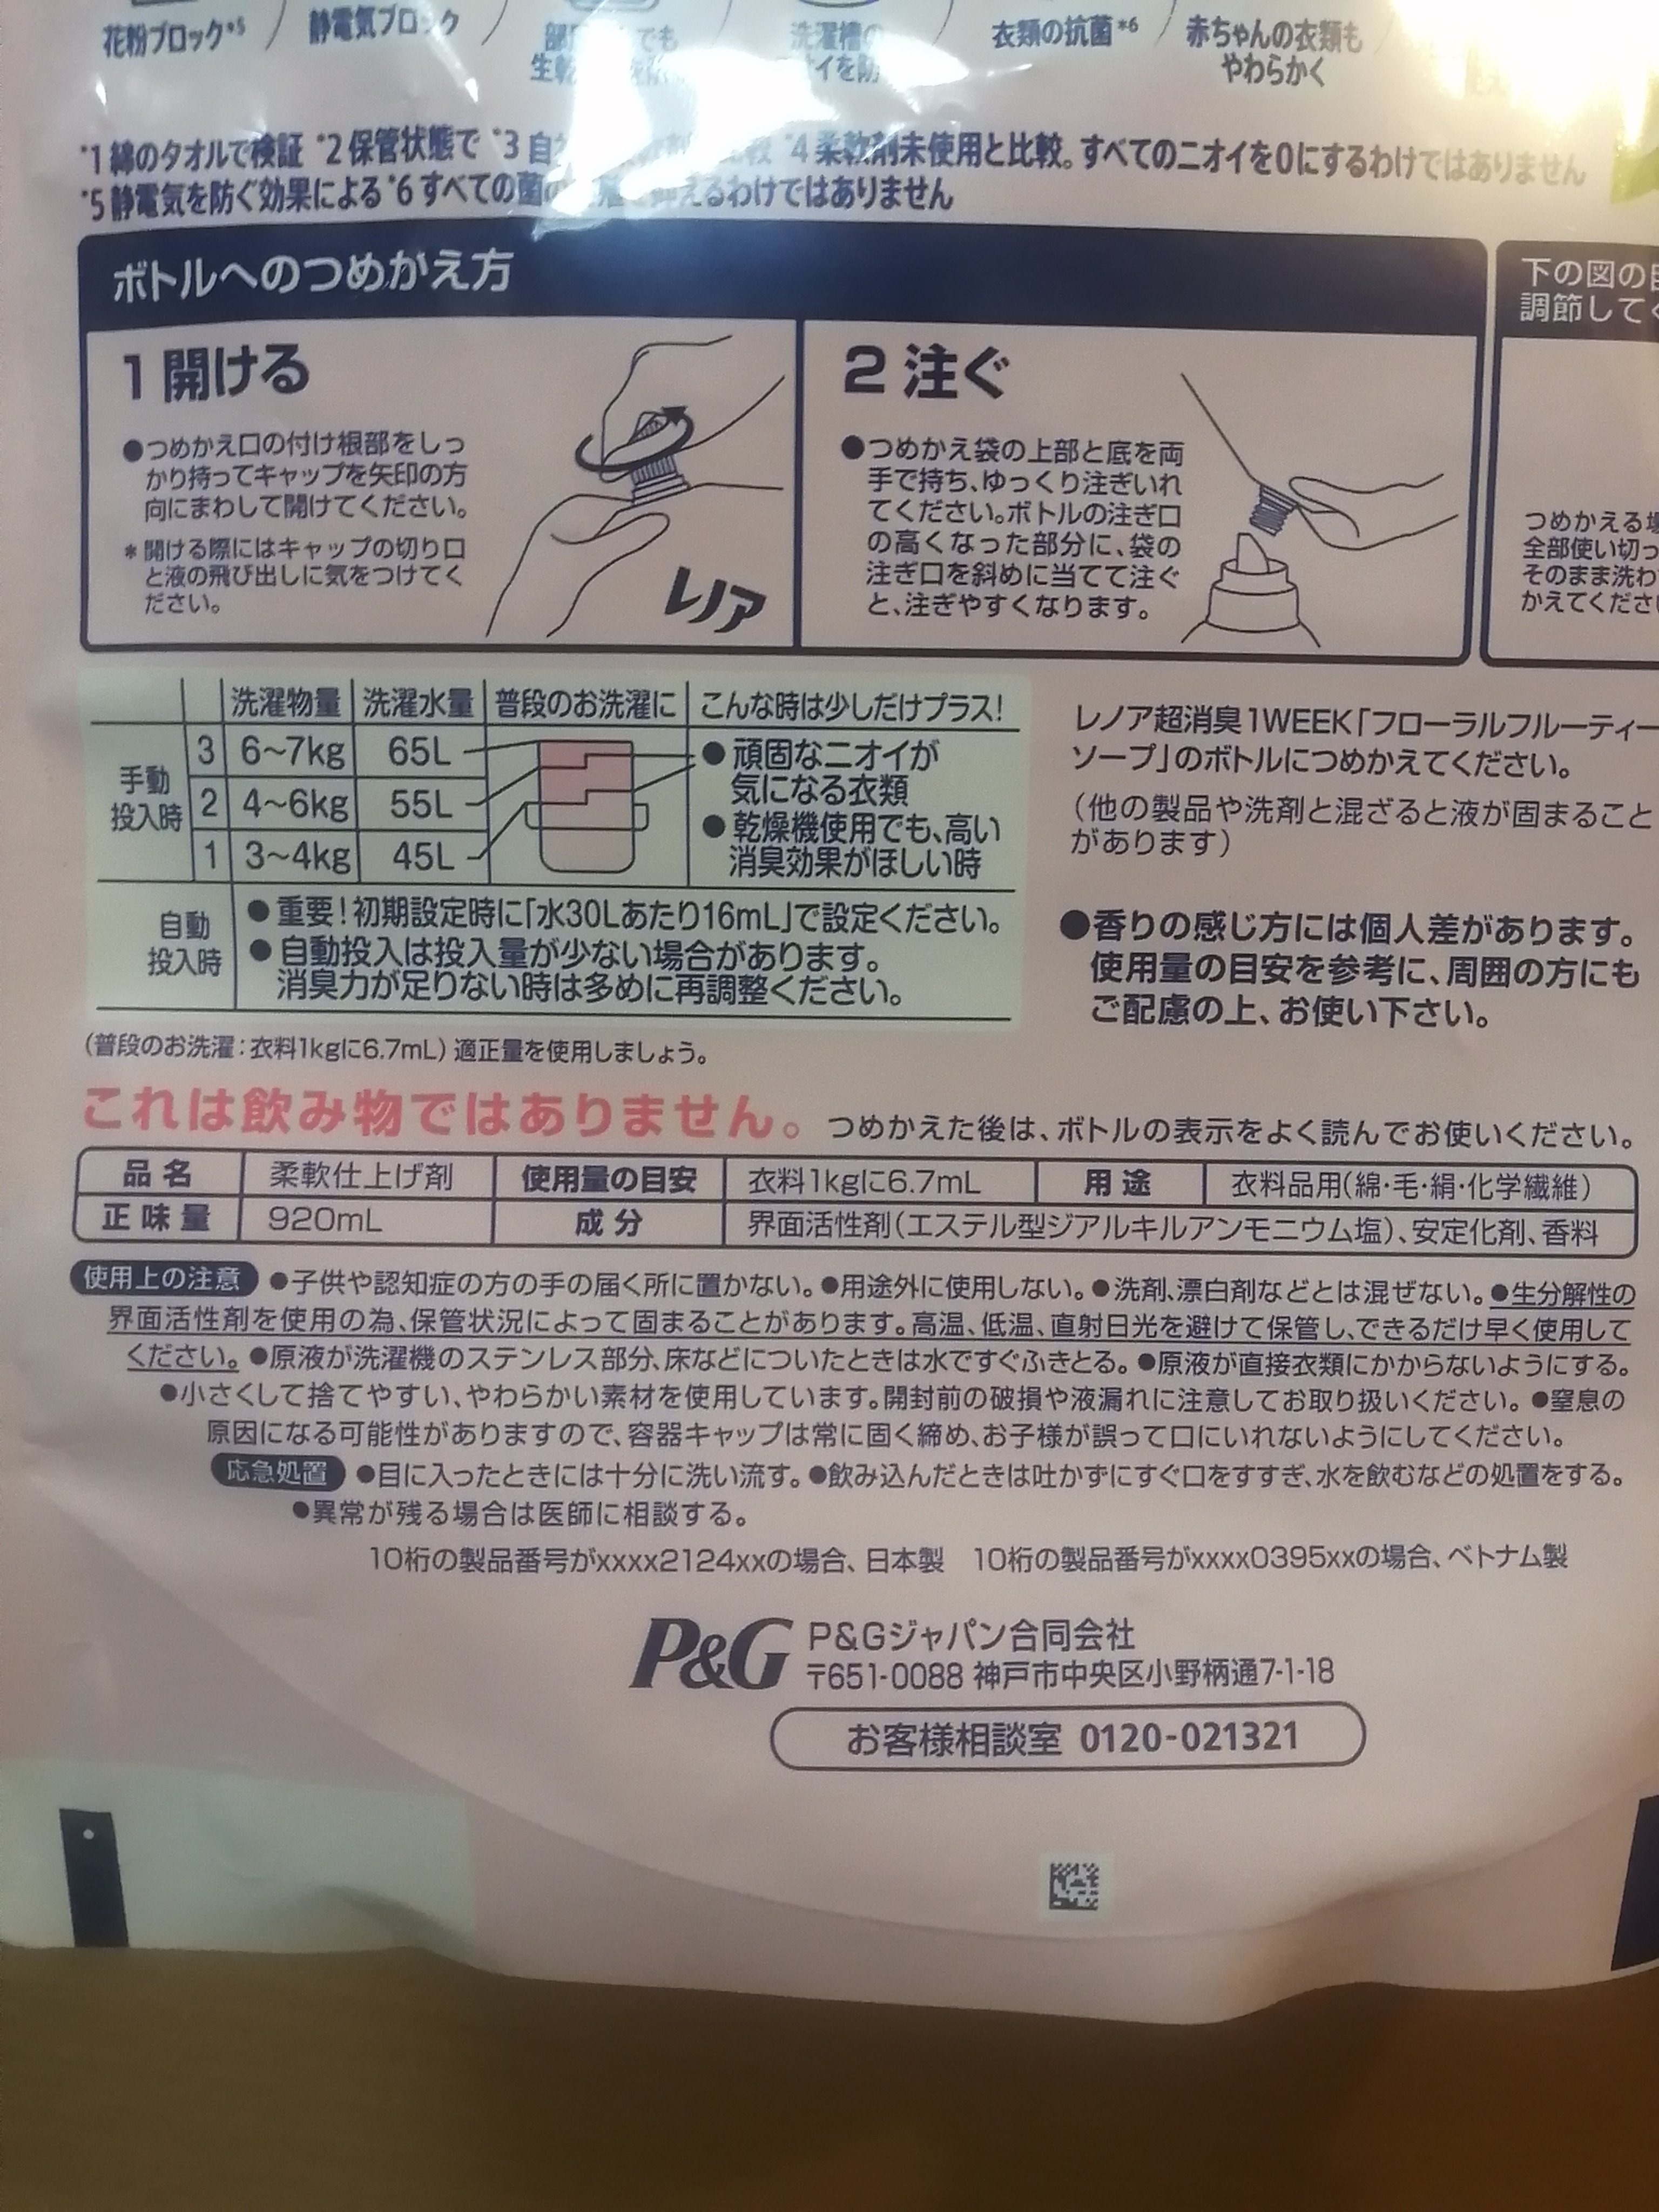 花粉ブロック*5 / 静電気ブロック / 衣類の抗菌*6 / 赤ちゃんの衣類も
やわらかく
*1 綿のタオルで検証 *2 保管状態で *3 *4 柔軟剤未使用と比較。すべてのニオイを0にするわけではありません
*5 静電気を防ぐ効果による *6 すべての菌の 抑えるわけではありません
ボトルへのつめかえ方
1 開ける
●つめかえ口の付け根部をしっ
かり持ってキャップを矢印の方
向にまわして開けてください。
＊開ける際にはキャップの切り口
と液の飛び出しに気をつけてく
ださい。
レノア
2 注ぐ
●つめかえ袋の上部と底を両
手で持ち、ゆっくり注ぎいれ
てください。ボトルの注ぎ口
の高くなった部分に、袋の
注ぎ口を斜めに当てて注ぐ
と、注ぎやすくなります。
下の図の
調節して
つめかえる
全部使い切っ
そのまま洗わ
かえてくださ
洗濯物量 洗濯水量 普段のお洗濯に こんな時は少しだけプラス!
手動
投入時
3 6~7kg 65L
2 4~6kg 55L
1 3~4kg 45L
●頑固なニオイが
気になる衣類
●乾燥機使用でも、高い
消臭効果がほしい時
自動
投入時
●重要!初期設定時に「水30Lあたり16mL」で設定ください。
●自動投入は投入量が少ない場合があります。
消臭力が足りない時は多めに再調整ください。
(普段のお洗濯:衣料1kgに6.7mL) 適正量を使用しましょう。
レノア超消臭1WEEK「フローラルフルーティー
ソープ」のボトルにつめかえてください。
(他の製品や洗剤と混ざると液が固まること
があります)
●香りの感じ方には個人差があります。
使用量の目安を参考に、周囲の方にも
ご配慮の上、お使い下さい。
これは飲み物ではありません。つめかえた後は、ボトルの表示をよく読んでお使いください。
品名 柔軟仕上げ剤 使用量の目安 衣料1kgに6.7mL 用途 衣料品用(綿・毛・絹・化学繊維)
正味量 920mL 成分 界面活性剤(エステル型ジアルキルアンモニウム塩)、安定化剤、香料
使用上の注意 ●子供や認知症の方の手の届く所に置かない。●用途外に使用しない。●洗剤、漂白剤などとは混ぜない。●生分解性の
界面活性剤を使用の為、保管状況によって固まることがあります。高温、低温、直射日光を避けて保管し、できるだけ早く使用して
ください。●原液が洗濯機のステンレス部分、床などについたときは水ですぐふきとる。●原液が直接衣類にかからないようにする。
●小さくして捨てやすい、やわらかい素材を使用しています。開封前の破損や液漏れに注意してお取り扱いください。●窒息の
原因になる可能性がありますので、容器キャップは常に固く締め、お子様が誤って口にいれないようにしてください。
応急処置 ●目に入ったときには十分に洗い流す。●飲み込んだときは吐かずにすぐ口をすすぎ、水を飲むなどの処置をする。
●異常が残る場合は医師に相談する。
10桁の製品番号がxxxx2124xxの場合、日本製 10桁の製品番号がxxxx0395xxの場合、ベトナム製
P&G P&Gジャパン合同会社
〒651-0088 神戸市中央区小野柄通7-1-18
お客様相談室 0120-021321